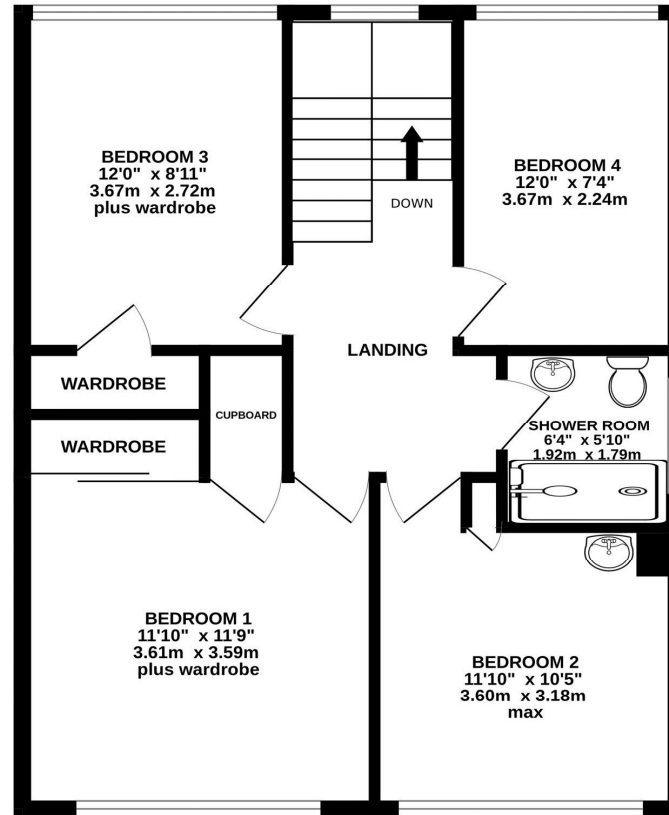 BEDROOM 3
12'0" x 8'11"
3.67m x 2.72m
plus wardrobe
BEDROOM 4
12'0" x 7'4"
3.67m x 2.24m
DOWN
LANDING
WARDROBE
CUPBOARD
WARDROBE
SHOWER ROOM
6'4" x 5'10"
1.92m x 1.79m
BEDROOM 1
11'10" x 11'9"
3.61m x 3.59m
plus wardrobe
BEDROOM 2
11'10" x 10'5"
3.60m x 3.18m
max